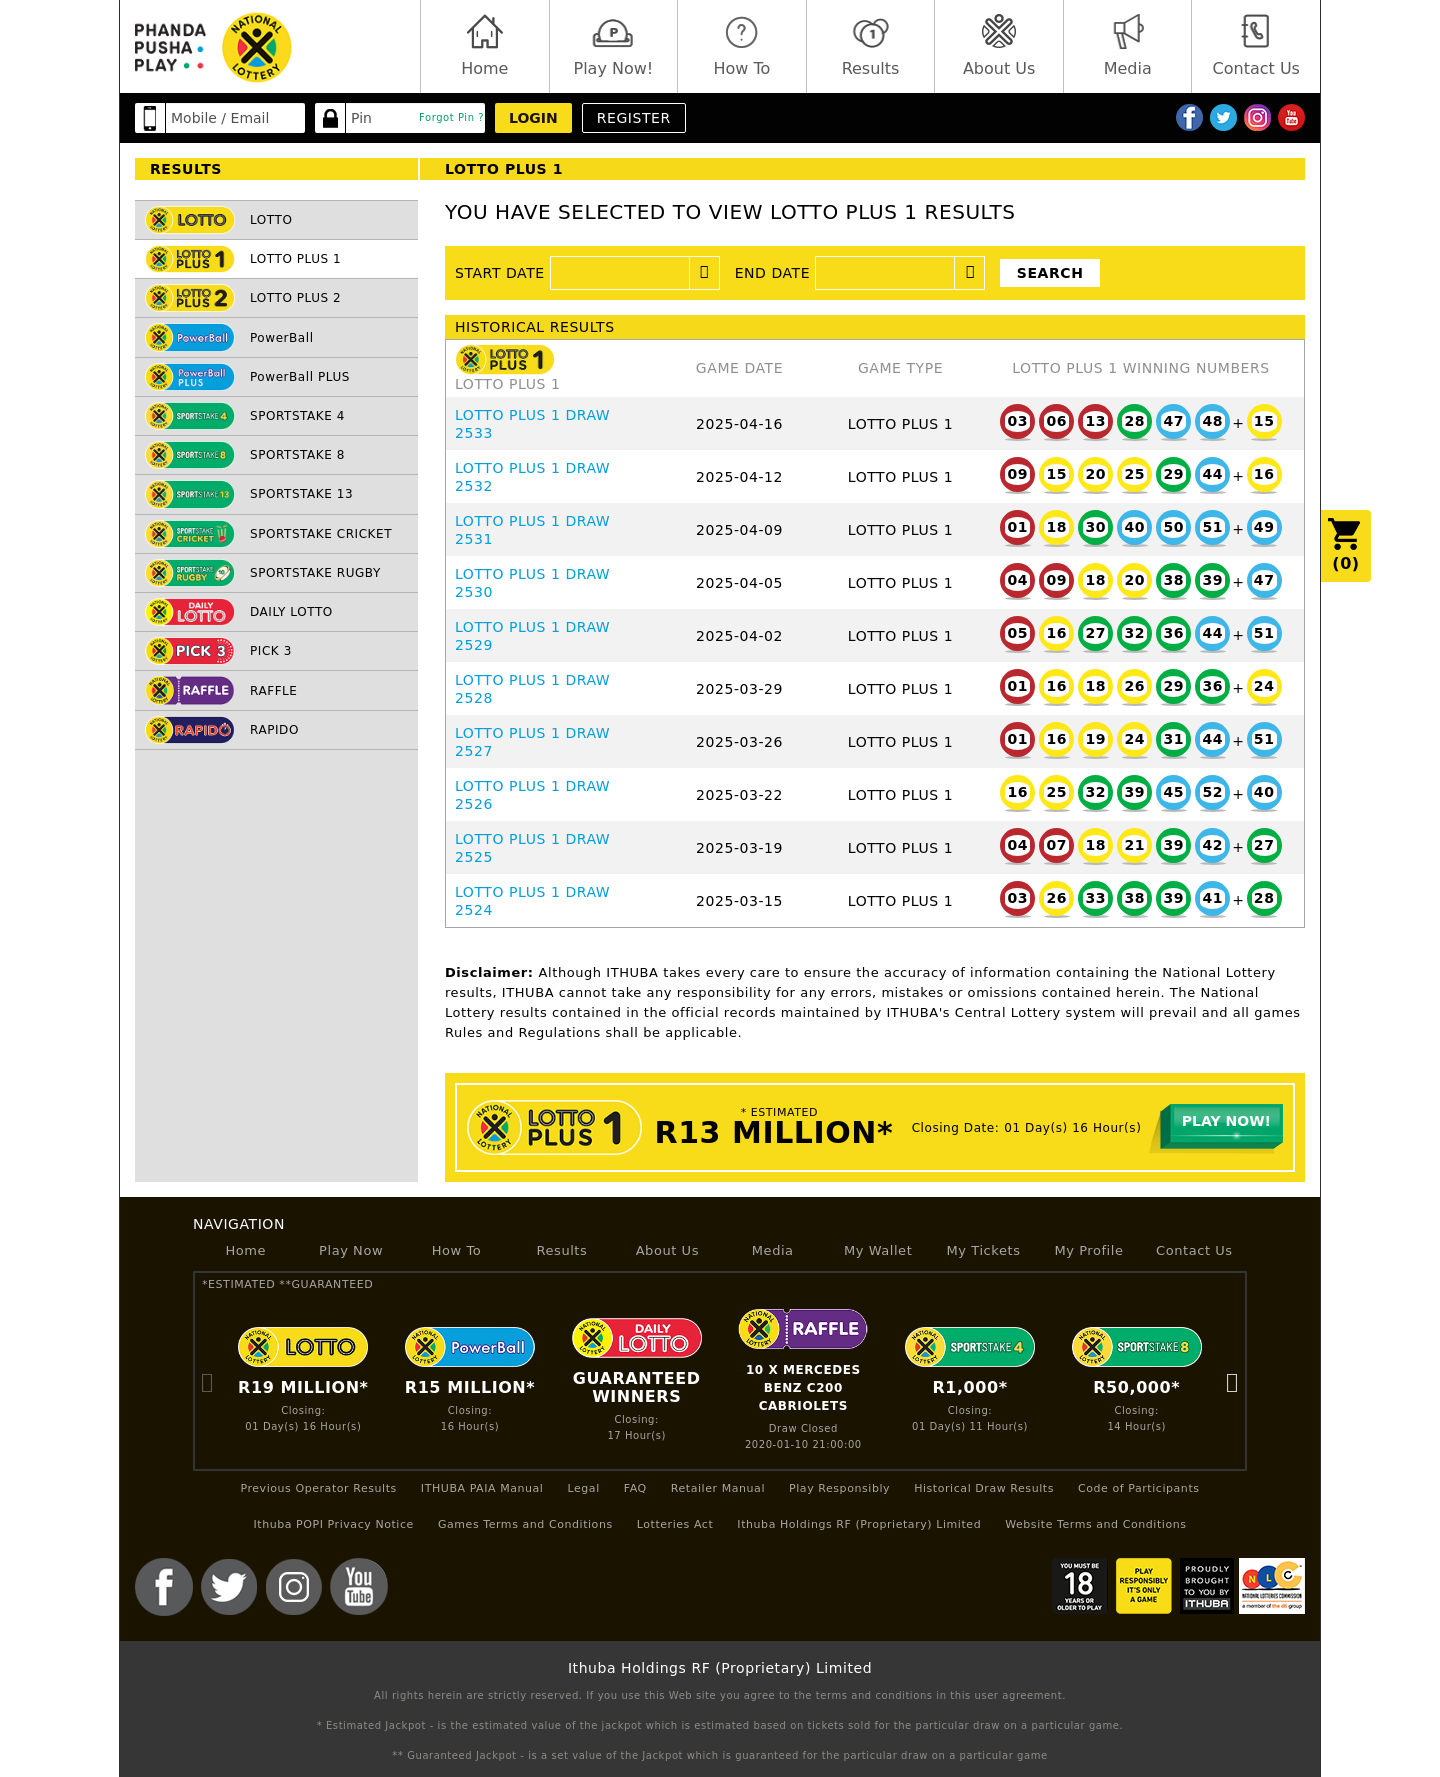 PHANDA
PUSHA
PLAY
NATIONAL
LOTTERY
Home
Play Now!
How To
Results
About Us
Media
Contact Us
Mobile / Email
Pin
Forgot Pin ?
LOGIN
REGISTER
RESULTS
LOTTO PLUS 1
LOTTO LOTTO
LOTTO PLUS 1 LOTTO PLUS 1
LOTTO PLUS 2 LOTTO PLUS 2
PowerBall PowerBall
PowerBall PLUS PowerBall PLUS
SPORTSTAKE 4 SPORTSTAKE 4
SPORTSTAKE 8 SPORTSTAKE 8
SPORTSTAKE 13 SPORTSTAKE 13
SPORTSTAKE CRICKET SPORTSTAKE CRICKET
SPORTSTAKE RUGBY SPORTSTAKE RUGBY
DAILY LOTTO DAILY LOTTO
PICK 3 PICK 3
RAFFLE RAFFLE
RAPIDO RAPIDO
YOU HAVE SELECTED TO VIEW LOTTO PLUS 1 RESULTS
START DATE
END DATE
SEARCH
HISTORICAL RESULTS
LOTTO PLUS 1
LOTTO PLUS 1
GAME DATE
GAME TYPE
LOTTO PLUS 1 WINNING NUMBERS
LOTTO PLUS 1 DRAW
2533
2025-04-16
LOTTO PLUS 1
03 06 13 28 47 48 + 15
LOTTO PLUS 1 DRAW
2532
2025-04-12
LOTTO PLUS 1
09 15 20 25 29 44 + 16
LOTTO PLUS 1 DRAW
2531
2025-04-09
LOTTO PLUS 1
01 18 30 40 50 51 + 49
LOTTO PLUS 1 DRAW
2530
2025-04-05
LOTTO PLUS 1
04 09 18 20 38 39 + 47
LOTTO PLUS 1 DRAW
2529
2025-04-02
LOTTO PLUS 1
05 16 27 32 36 44 + 51
LOTTO PLUS 1 DRAW
2528
2025-03-29
LOTTO PLUS 1
01 16 18 26 29 36 + 24
LOTTO PLUS 1 DRAW
2527
2025-03-26
LOTTO PLUS 1
01 16 19 24 31 44 + 51
LOTTO PLUS 1 DRAW
2526
2025-03-22
LOTTO PLUS 1
16 25 32 39 45 52 + 40
LOTTO PLUS 1 DRAW
2525
2025-03-19
LOTTO PLUS 1
04 07 18 21 39 42 + 27
LOTTO PLUS 1 DRAW
2524
2025-03-15
LOTTO PLUS 1
03 26 33 38 39 41 + 28
(0)
Disclaimer: Although ITHUBA takes every care to ensure the accuracy of information containing the National Lottery
results, ITHUBA cannot take any responsibility for any errors, mistakes or omissions contained herein. The National
Lottery results contained in the official records maintained by ITHUBA's Central Lottery system will prevail and all games
Rules and Regulations shall be applicable.
NATIONAL LOTTERY
LOTTO PLUS 1
* ESTIMATED
R13 MILLION*
Closing Date: 01 Day(s) 16 Hour(s)
PLAY NOW!
NAVIGATION
Home
Play Now
How To
Results
About Us
Media
My Wallet
My Tickets
My Profile
Contact Us
*ESTIMATED **GUARANTEED
LOTTO
R19 MILLION*
Closing:
01 Day(s) 16 Hour(s)
PowerBall
R15 MILLION*
Closing:
16 Hour(s)
DAILY LOTTO
GUARANTEED
WINNERS
Closing:
17 Hour(s)
RAFFLE
10 X MERCEDES
BENZ C200
CABRIOLETS
Draw Closed
2020-01-10 21:00:00
SPORTSTAKE 4
R1,000*
Closing:
01 Day(s) 11 Hour(s)
SPORTSTAKE 8
R50,000*
Closing:
14 Hour(s)
Previous Operator Results
ITHUBA PAIA Manual
Legal
FAQ
Retailer Manual
Play Responsibly
Historical Draw Results
Code of Participants
Ithuba POPI Privacy Notice
Games Terms and Conditions
Lotteries Act
Ithuba Holdings RF (Proprietary) Limited
Website Terms and Conditions
You
Tube
YOU MUST BE
18
YEARS OR
OLDER TO PLAY
PLAY
RESPONSIBLY
IT'S ONLY
A GAME
PROUDLY
BROUGHT
TO YOU BY
ITHUBA
NLC
NATIONAL LOTTERIES COMMISSION
a member of the dti group
Ithuba Holdings RF (Proprietary) Limited
All rights herein are strictly reserved. If you use this Web site you agree to the terms and conditions in this user agreement.
* Estimated Jackpot - is the estimated value of the jackpot which is estimated based on tickets sold for the particular draw on a particular game.
** Guaranteed Jackpot - is a set value of the Jackpot which is guaranteed for the particular draw on a particular game